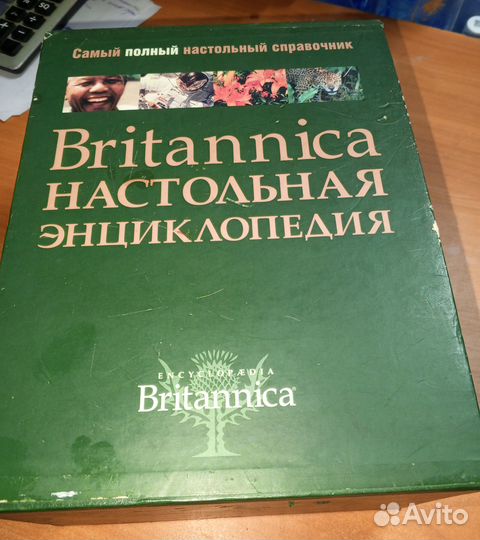 Самый полный настольный справочник
Britannica
НАСТОЛЬНАЯ
ЭНЦИКЛОПЕДИЯ
ENCYCLOPÆDIA
Britannica®
Avito